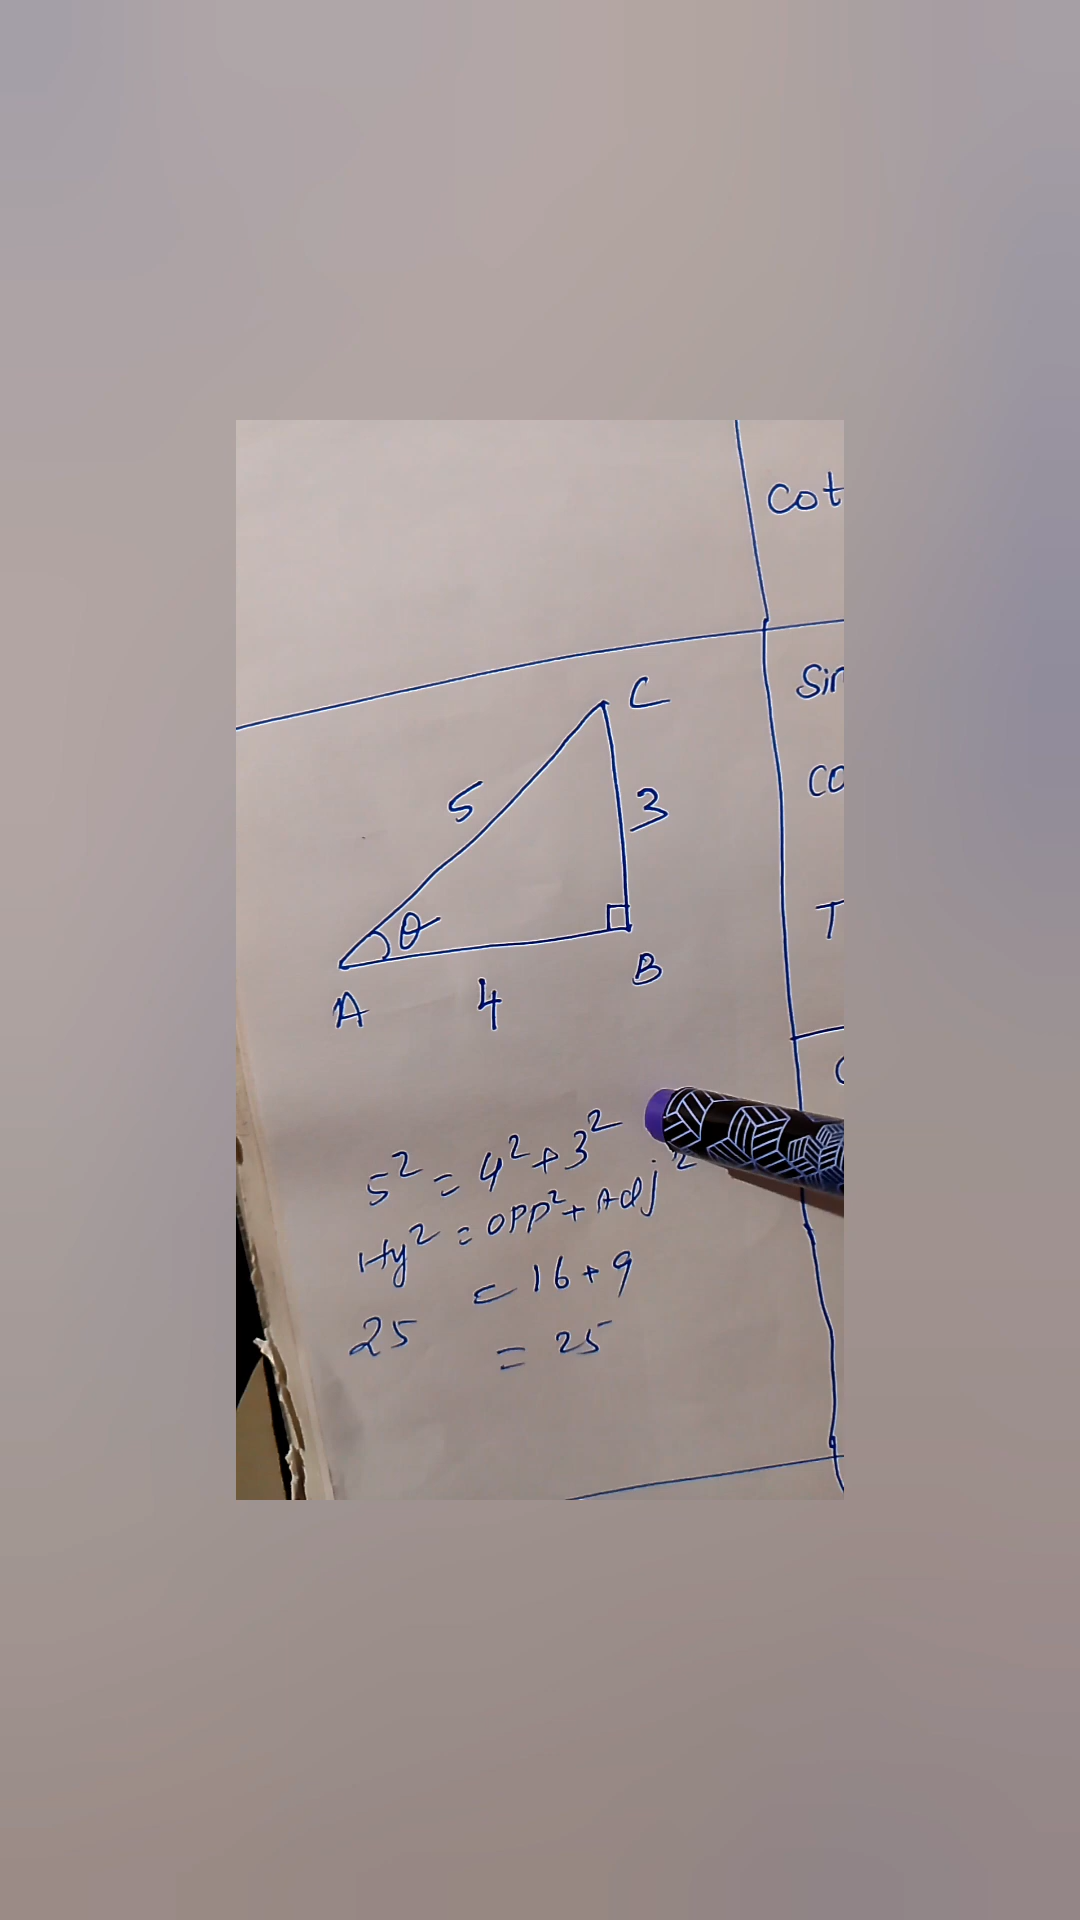 cot
C
5
3
θ
A
4
B
5² = 4² + 3²
Hy² = OPP² + Adj²
= 16 + 9
25
= 25
Sin
T